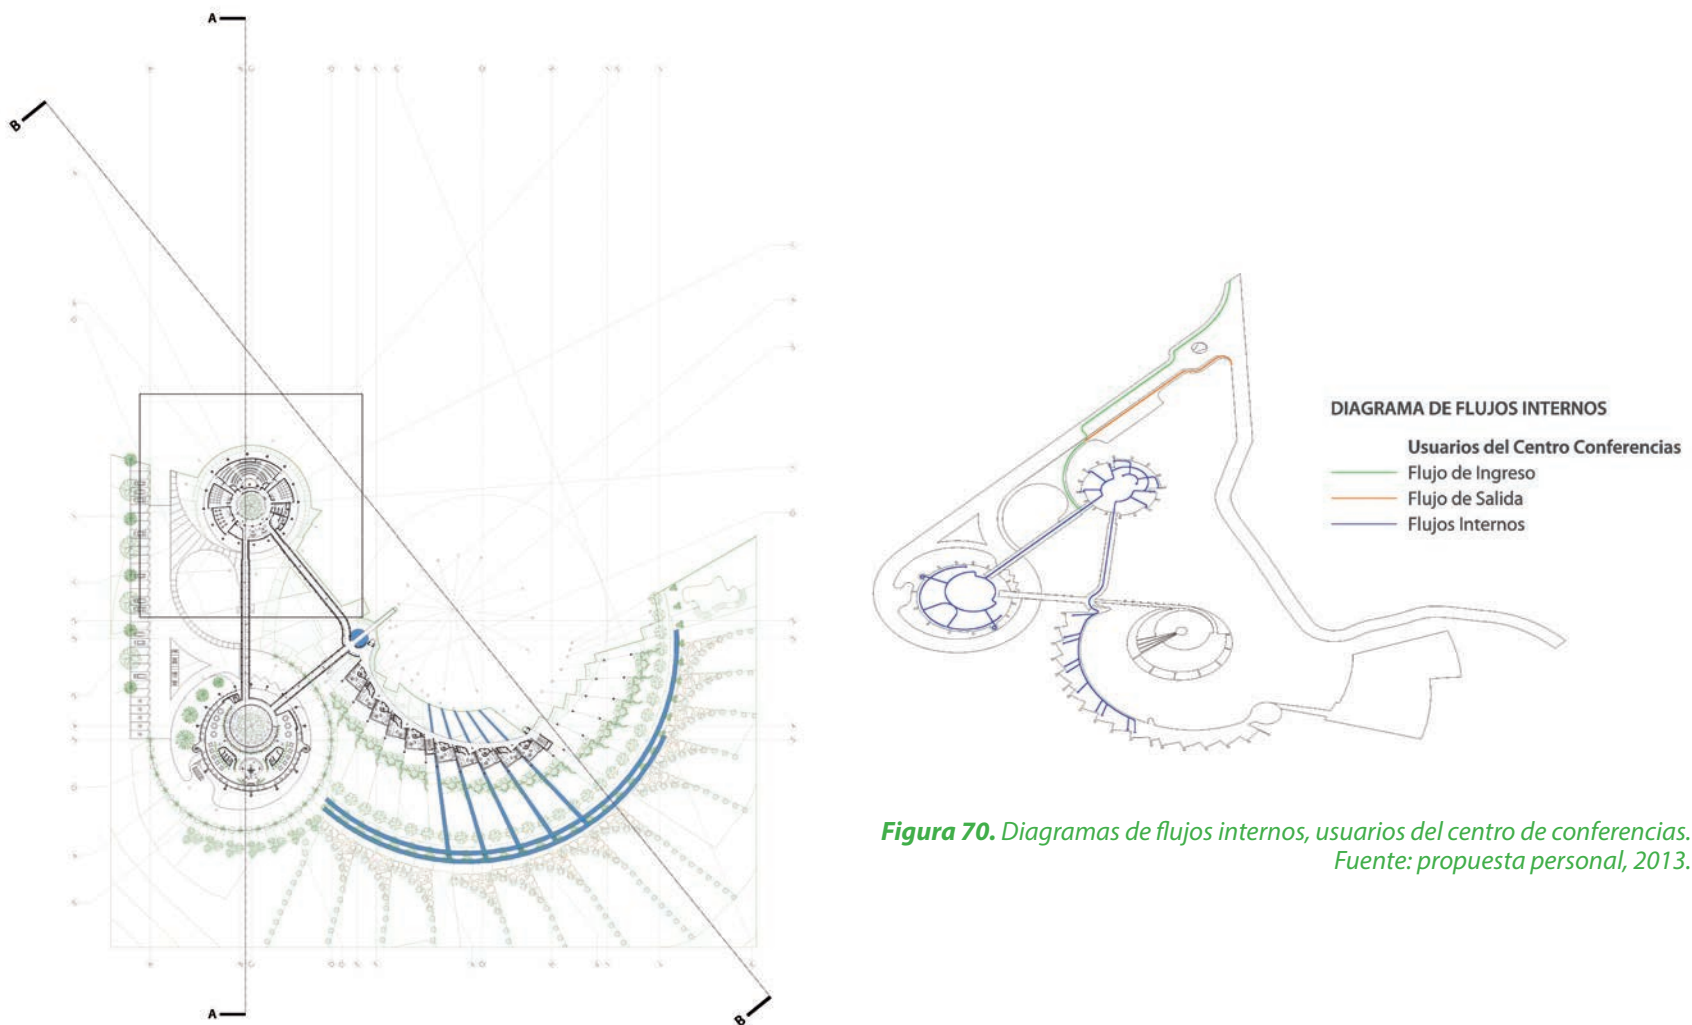 A
B
DIAGRAMA DE FLUJOS INTERNOS
Usuarios del Centro Conferencias
Flujo de Ingreso
Flujo de Salida
Flujos Internos
Figura 70. Diagramas de flujos internos, usuarios del centro de conferencias.
Fuente: propuesta personal, 2013.
A
B